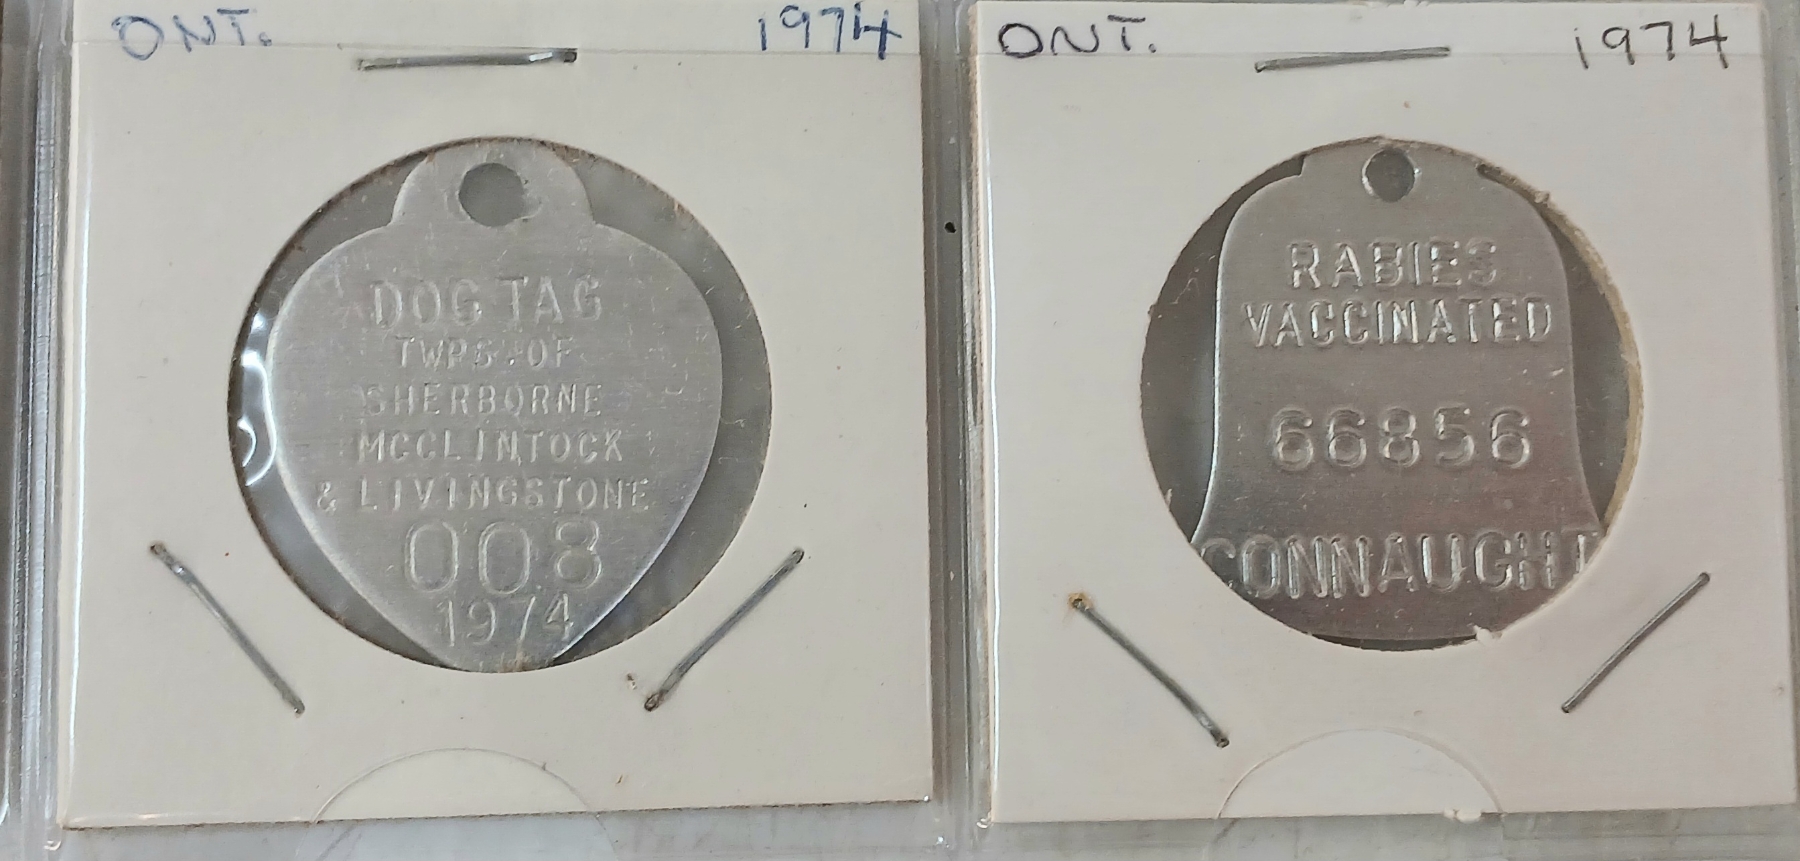 ONT. 1974
DOG TAG
TWPS. OF
SHERBORNE
MCCLINTOCK
& LIVINGSTONE
008
1974
ONT. 1974
RABIES
VACCINATED
66856
CONNAUGHT